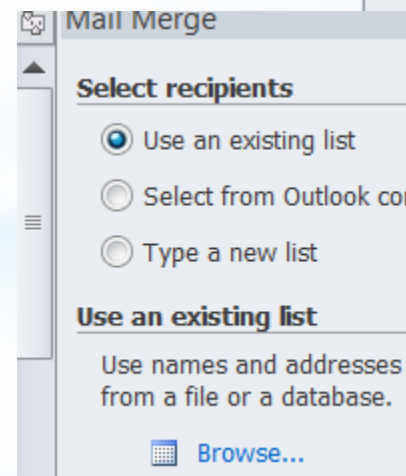 Mail Merge
Select recipients
Use an existing list
Select from Outlook
Type a new list
Use an existing list
Use names and addresses
from a file or a database.
Browse...